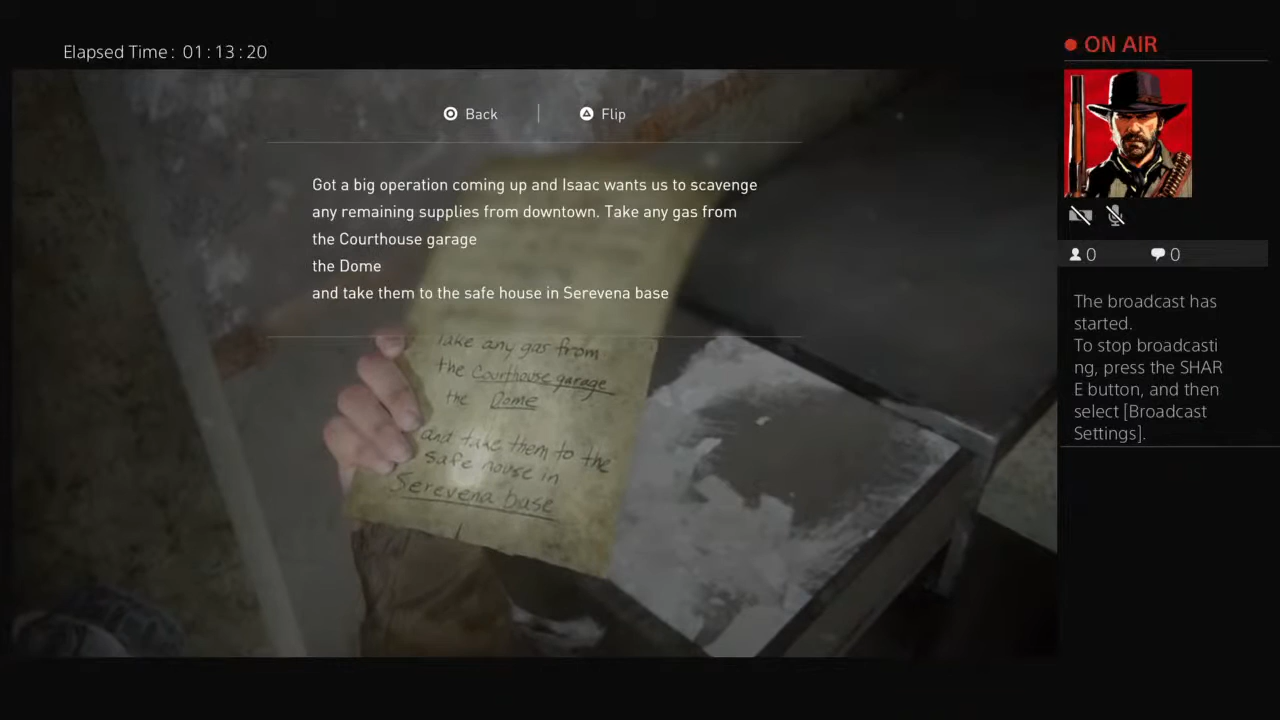 Elapsed Time: 01:13:20
ON AIR
Back
Flip
Got a big operation coming up and Isaac wants us to scavenge
any remaining supplies from downtown. Take any gas from
the Courthouse garage
the Dome
and take them to the safe house in Serevena base
Take any gas from
the Courthouse garage
the Dome
and take them to the
safe house in
Serevena base
0
0
The broadcast has
started.
To stop broadcasti
ng, press the SHAR
E button, and then
select [Broadcast
Settings].